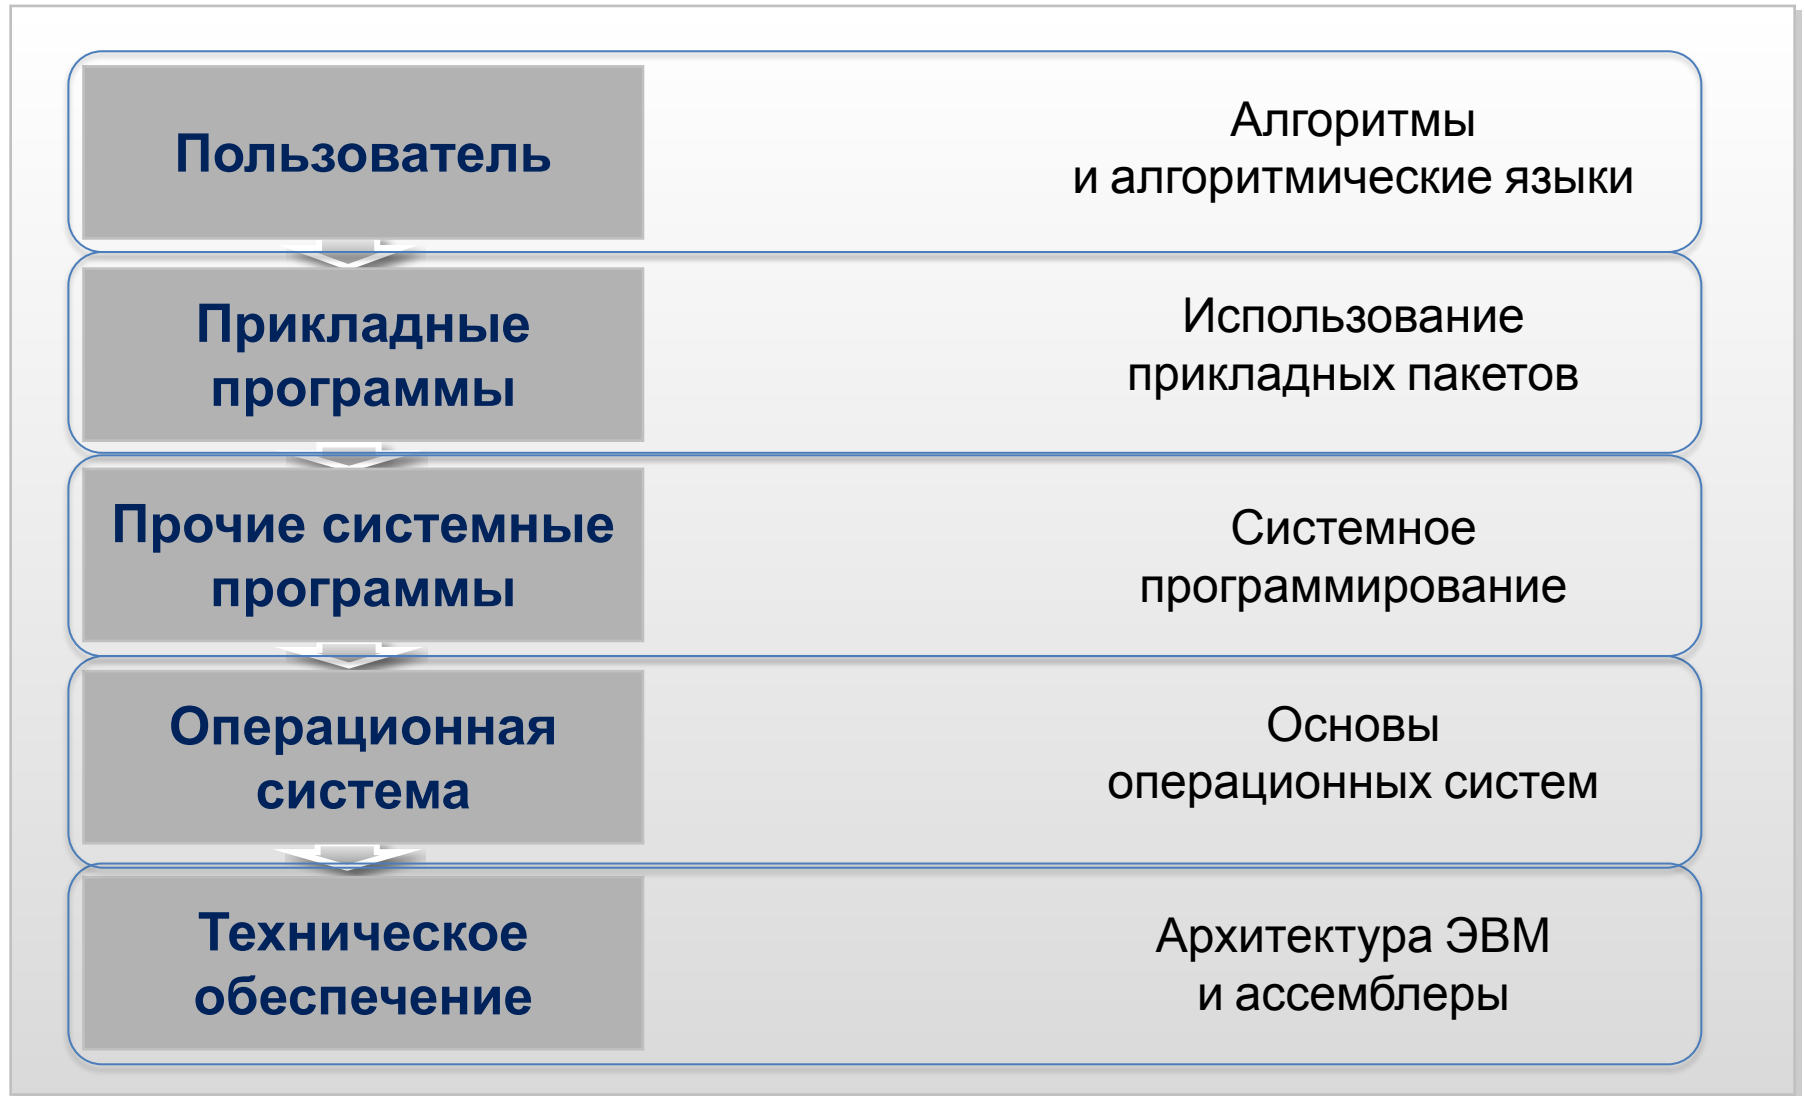 Пользователь
Алгоритмы
и алгоритмические языки
Прикладные
программы
Использование
прикладных пакетов
Прочие системные
программы
Системное
программирование
Операционная
система
Основы
операционных систем
Техническое
обеспечение
Архитектура ЭВМ
и ассемблеры